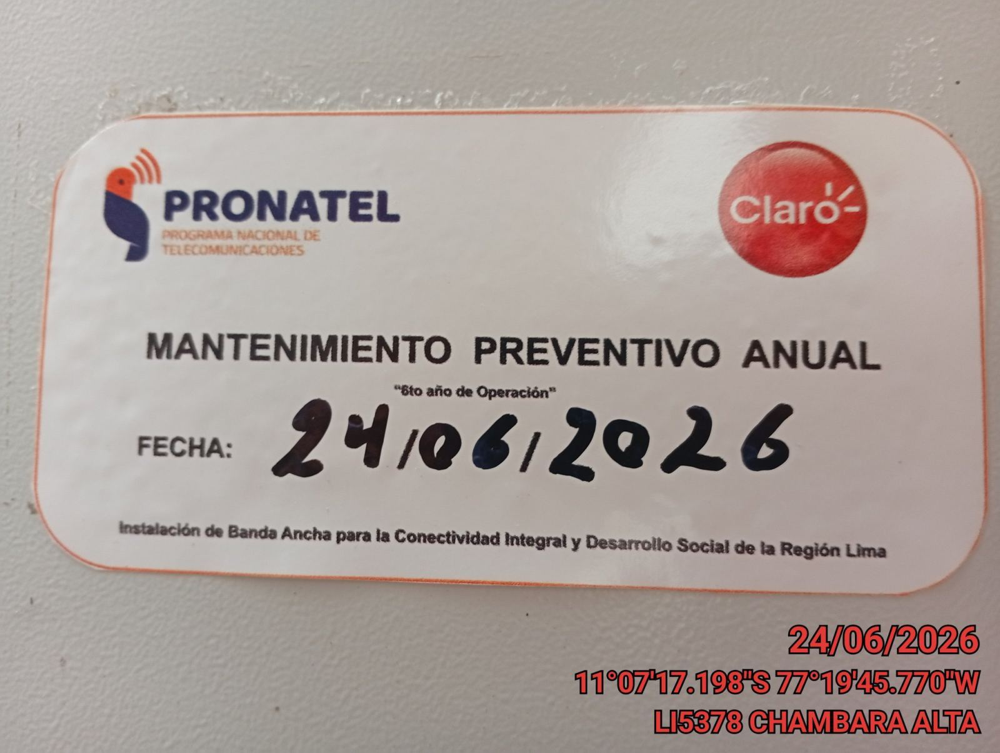 PRONATEL
PROGRAMA NACIONAL DE
TELECOMUNICACIONES
Claro
MANTENIMIENTO PREVENTIVO ANUAL
"6to año de Operación"
FECHA: 24/06/2026
Instalación de Banda Ancha para la Conectividad Integral y Desarrollo Social de la Región Lima
24/06/2026
11°07'17.198"S 77°19'45.770"W
LI5378 CHAMBARA ALTA